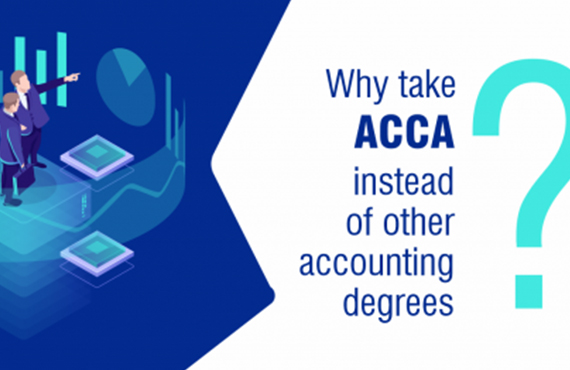 Why take
ACCA
instead
of other
accounting
degrees
?